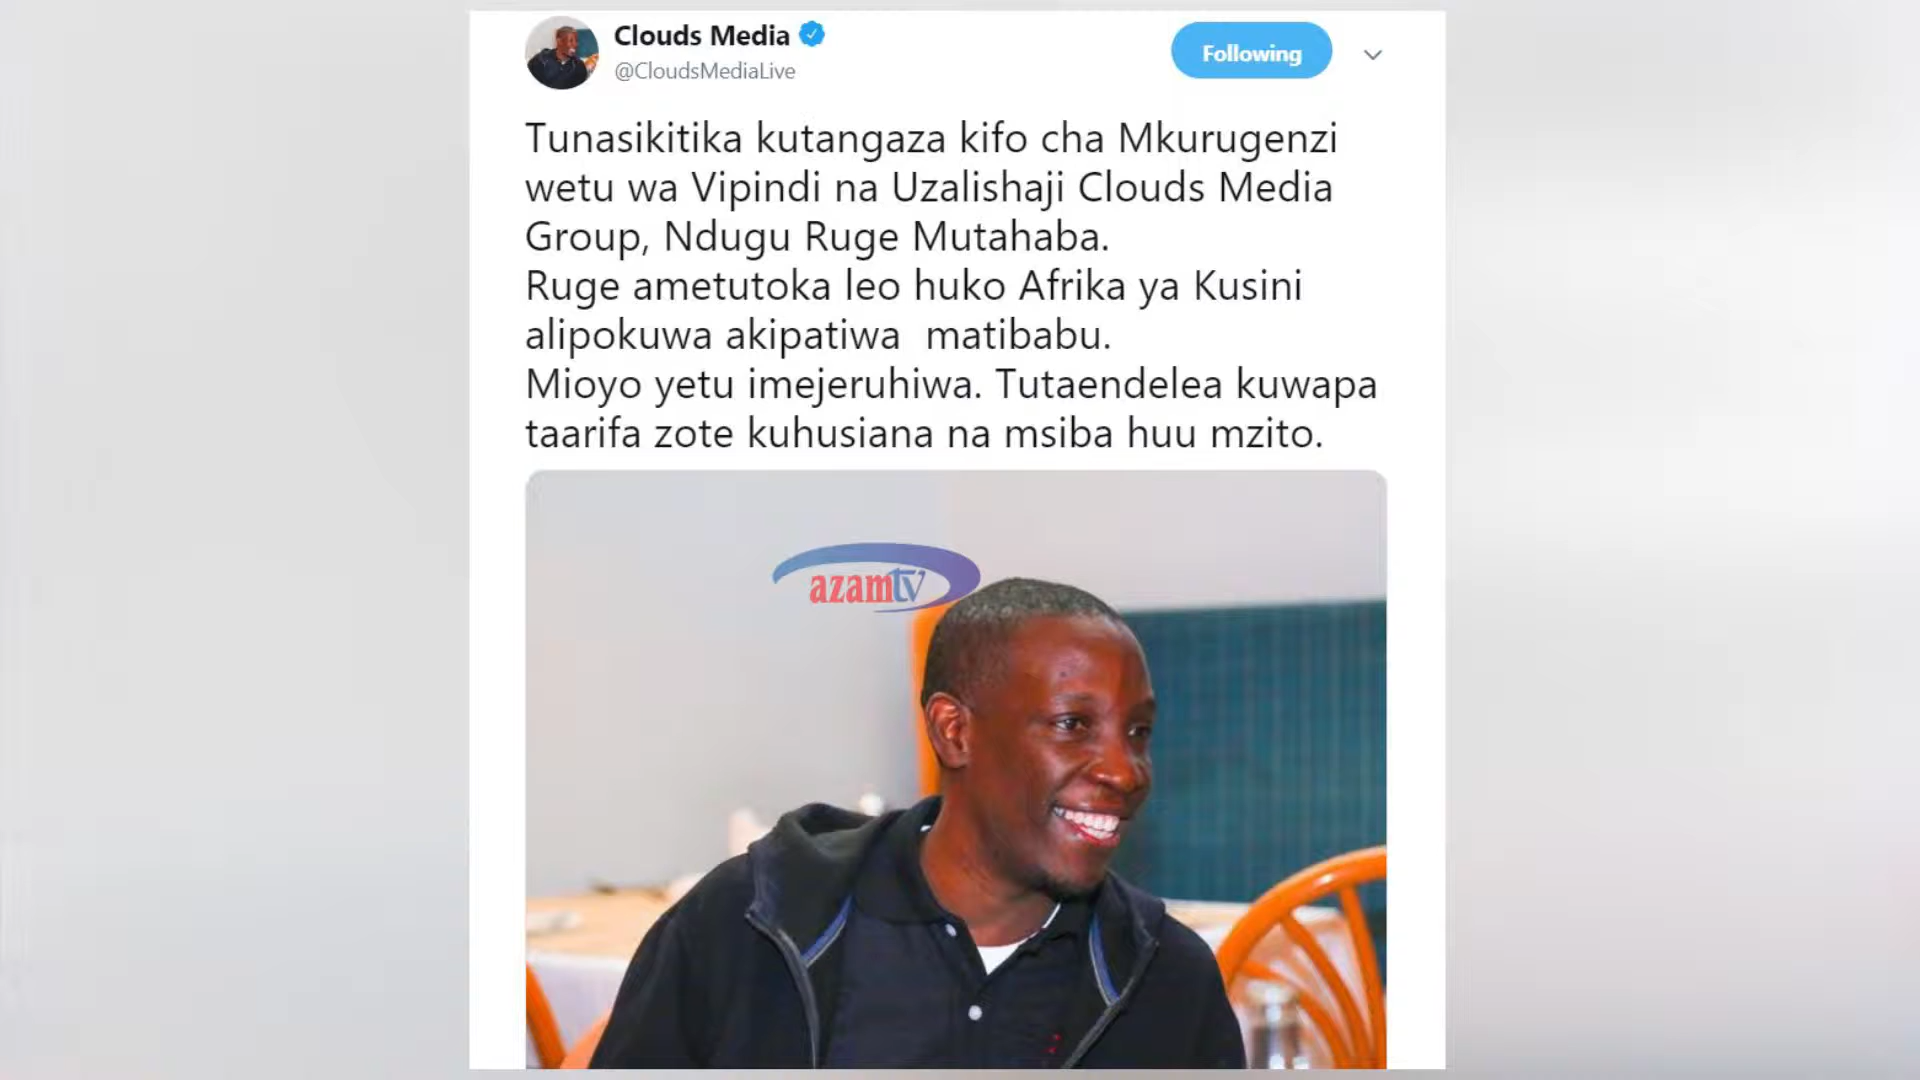 Clouds Media
@CloudsMediaLive
Following
Tunasikitika kutangaza kifo cha Mkurugenzi
wetu wa Vipindi na Uzalishaji Clouds Media
Group, Ndugu Ruge Mutahaba.
Ruge ametutoka leo huko Afrika ya Kusini
alipokuwa akipatiwa  matibabu.
Mioyo yetu imejeruhiwa. Tutaendelea kuwapa
taarifa zote kuhusiana na msiba huu mzito.
azamtv